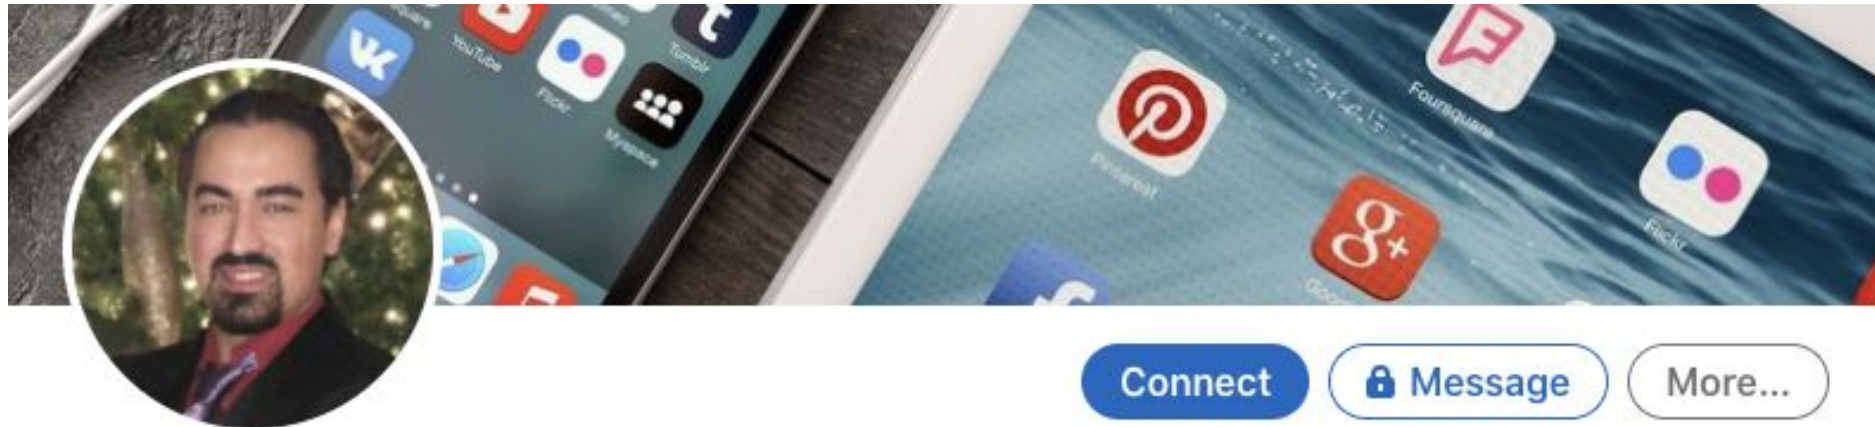 YouTube
Flickr
Tumblr
Myspace
Pinterest
Foursquare
g+
Flickr
Connect
Message
More...